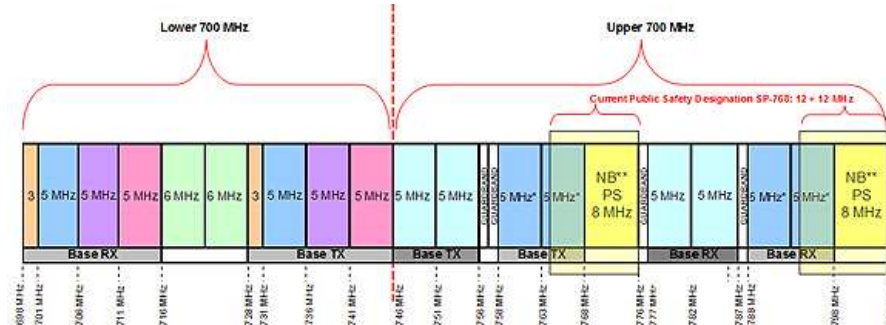 Lower 700 MHz
Upper 700 MHz
Current Public Safety Designation SP-768: 12 + 12 MHz
3
5 MHz
5 MHz
5 MHz
6 MHz
6 MHz
3
5 MHz
5 MHz
5 MHz
5 MHz
5 MHz
GUARDBAND
GUARDBAND
5 MHz*
5 MHz*
NB**
PS
8 MHz
GUARDBAND
5 MHz
5 MHz
GUARDBAND
5 MHz*
5 MHz*
NB**
PS
8 MHz
Base RX
Base TX
Base TX
Base TX
Base RX
Base RX
698 MHz
701 MHz
706 MHz
711 MHz
716 MHz
728 MHz
731 MHz
736 MHz
741 MHz
746 MHz
751 MHz
756 MHz
758 MHz
763 MHz
768 MHz
776 MHz
777 MHz
782 MHz
787 MHz
788 MHz
798 MHz